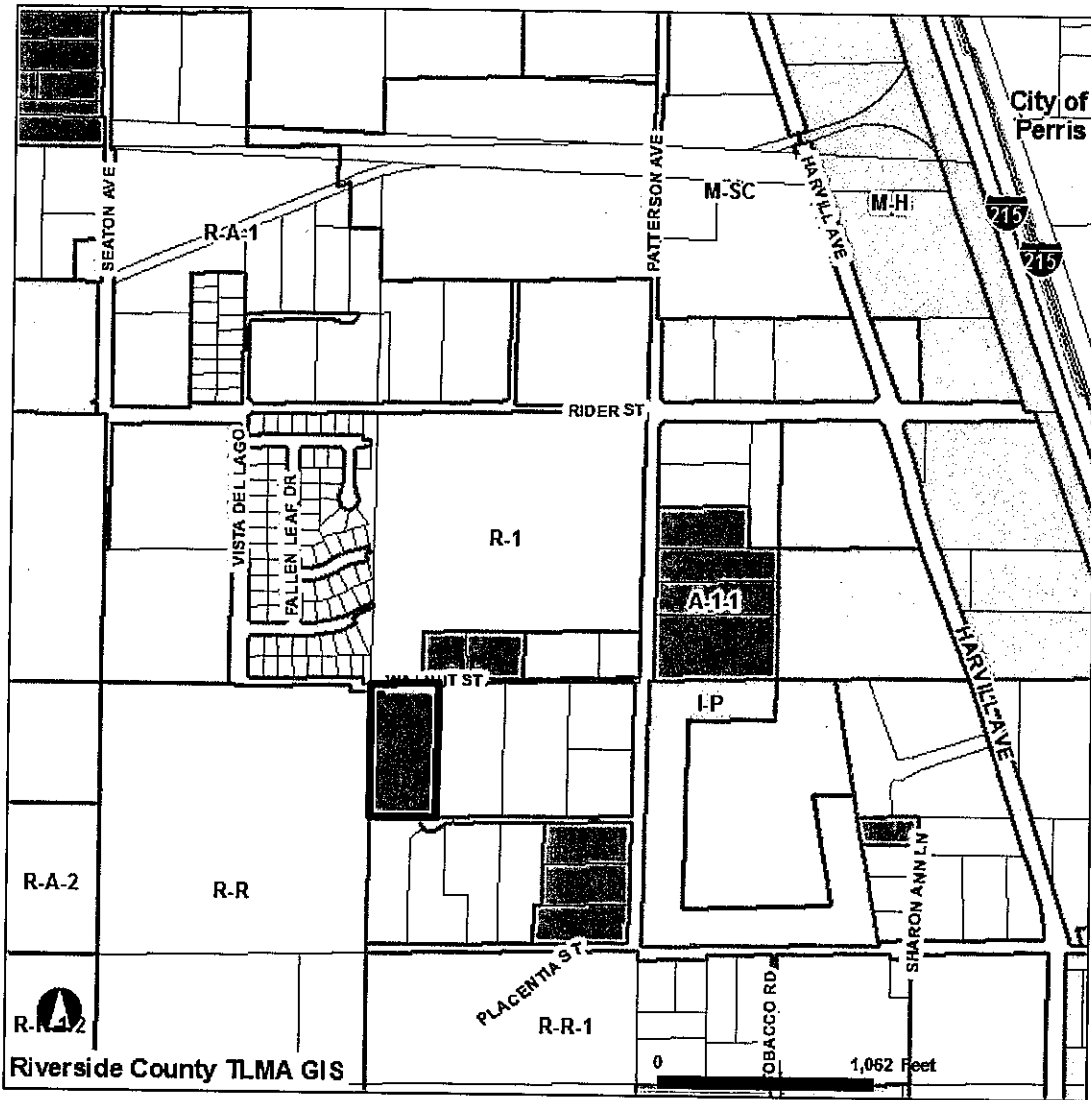 City of
Perris
SEATON AVE
PATTERSON AVE
HARVILL AVE
M-SC
M-H
215
215
R-A-1
RIDER ST
VISTA DEL LAGO
FALLEN LEAF DR
R-1
A-1-1
WALNUT ST
HARVILL AVE
I-P
R-A-2
R-R
SHARON ANN LN
PLACENTIA ST
TOBACCO RD
R-R-1
Riverside County TLMA GIS
0 1,062 Feet